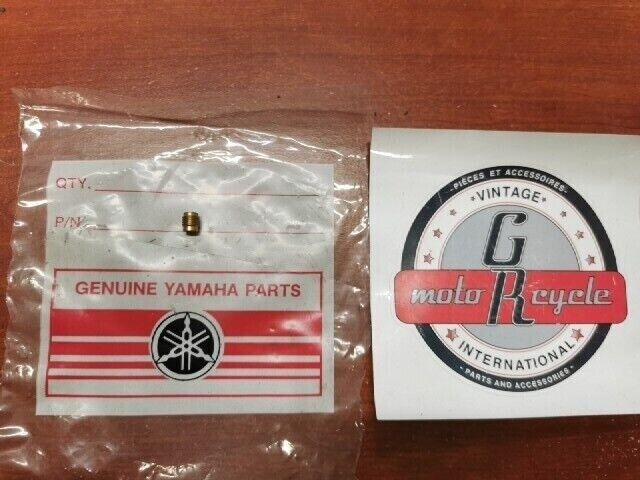 QTY.
P/N
GENUINE YAMAHA PARTS
PIÈCES ET ACCESSOIRES
VINTAGE
G
moto R cycle
INTERNATIONAL
PARTS AND ACCESSORIES